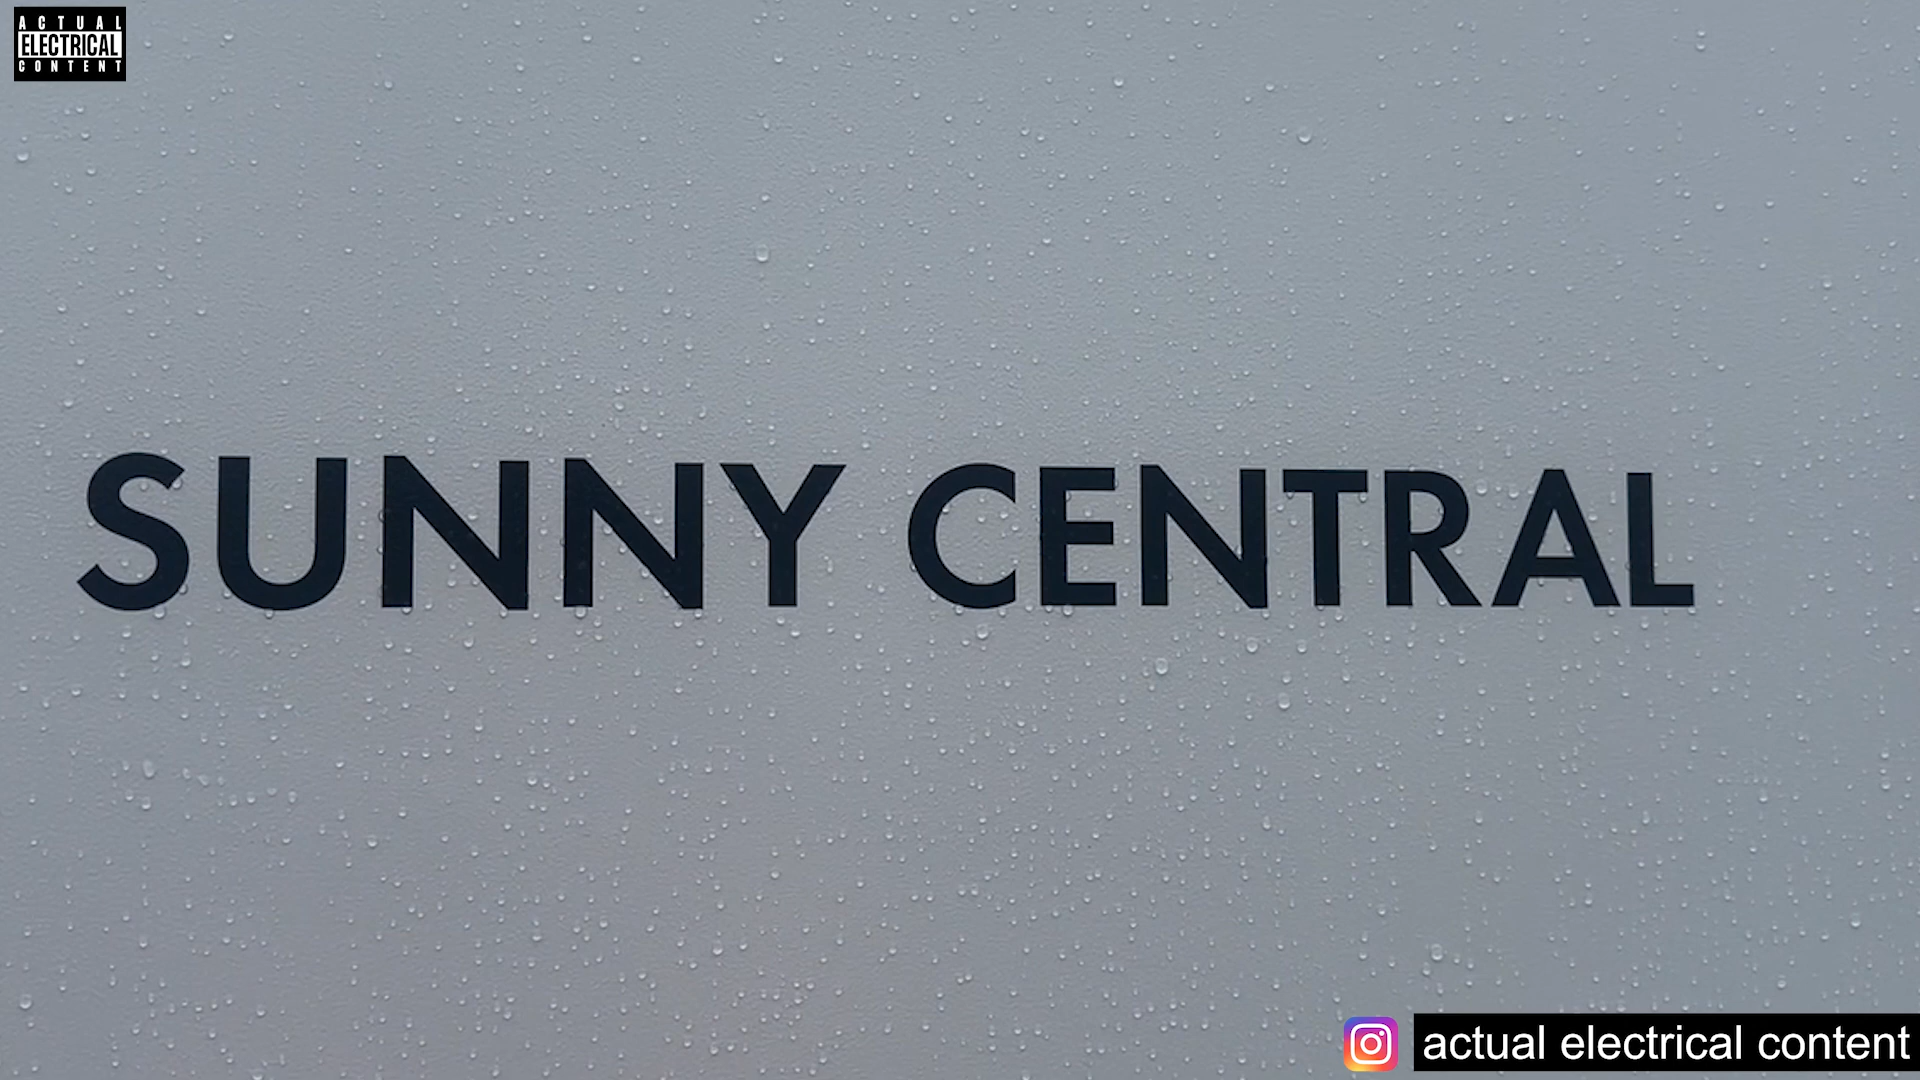 ACTUAL
ELECTRICAL
CONTENT
SUNNY CENTRAL
actual electrical content